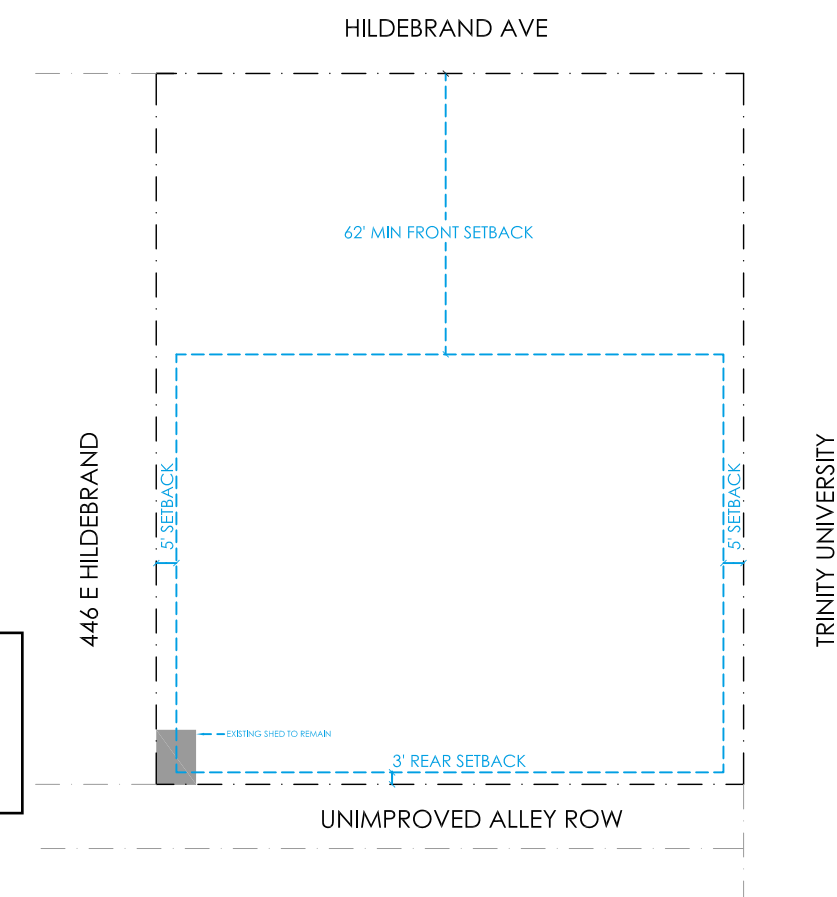 HILDEBRAND AVE
62' MIN FRONT SETBACK
446 E HILDEBRAND
5' SETBACK
5' SETBACK
TRINITY UNIVERSITY
EXISTING SHED TO REMAIN
3' REAR SETBACK
UNIMPROVED ALLEY ROW